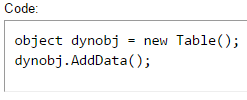 Code:
object dynobj = new Table();
dynobj.AddData();